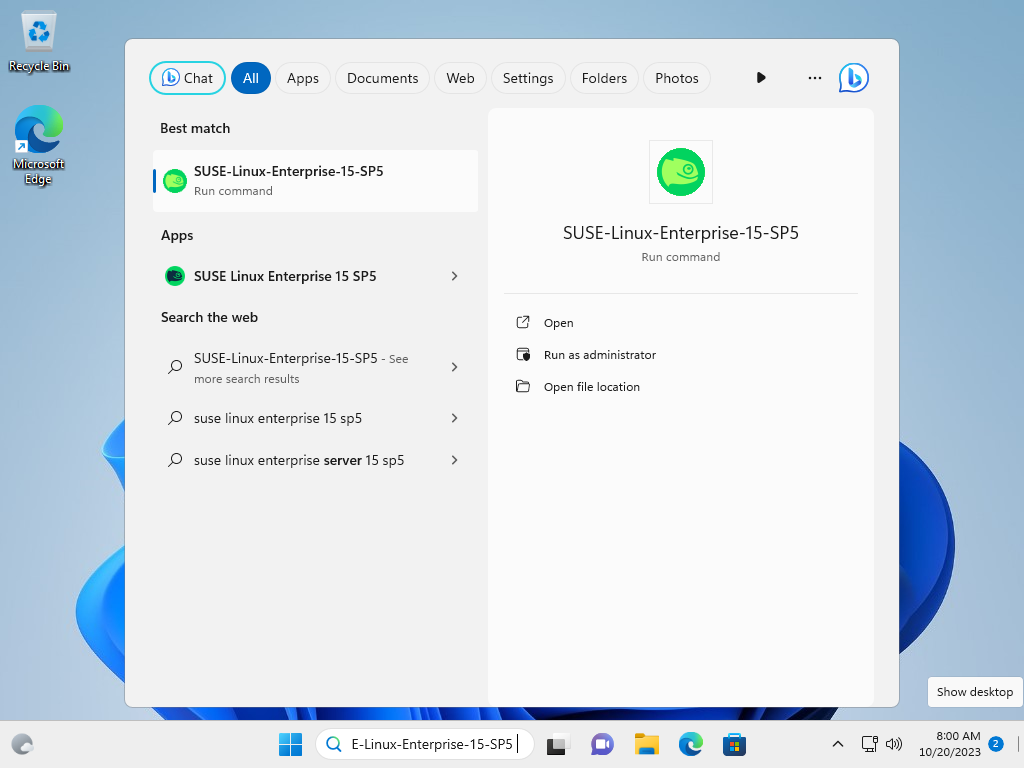 Recycle Bin
Microsoft
Edge
Chat
All
Apps
Documents
Web
Settings
Folders
Photos
Best match
SUSE-Linux-Enterprise-15-SP5
Run command
Apps
SUSE Linux Enterprise 15 SP5
Search the web
SUSE-Linux-Enterprise-15-SP5 - See
more search results
suse linux enterprise 15 sp5
suse linux enterprise server 15 sp5
SUSE-Linux-Enterprise-15-SP5
Run command
Open
Run as administrator
Open file location
Show desktop
E-Linux-Enterprise-15-SP5
8:00 AM
10/20/2023
2